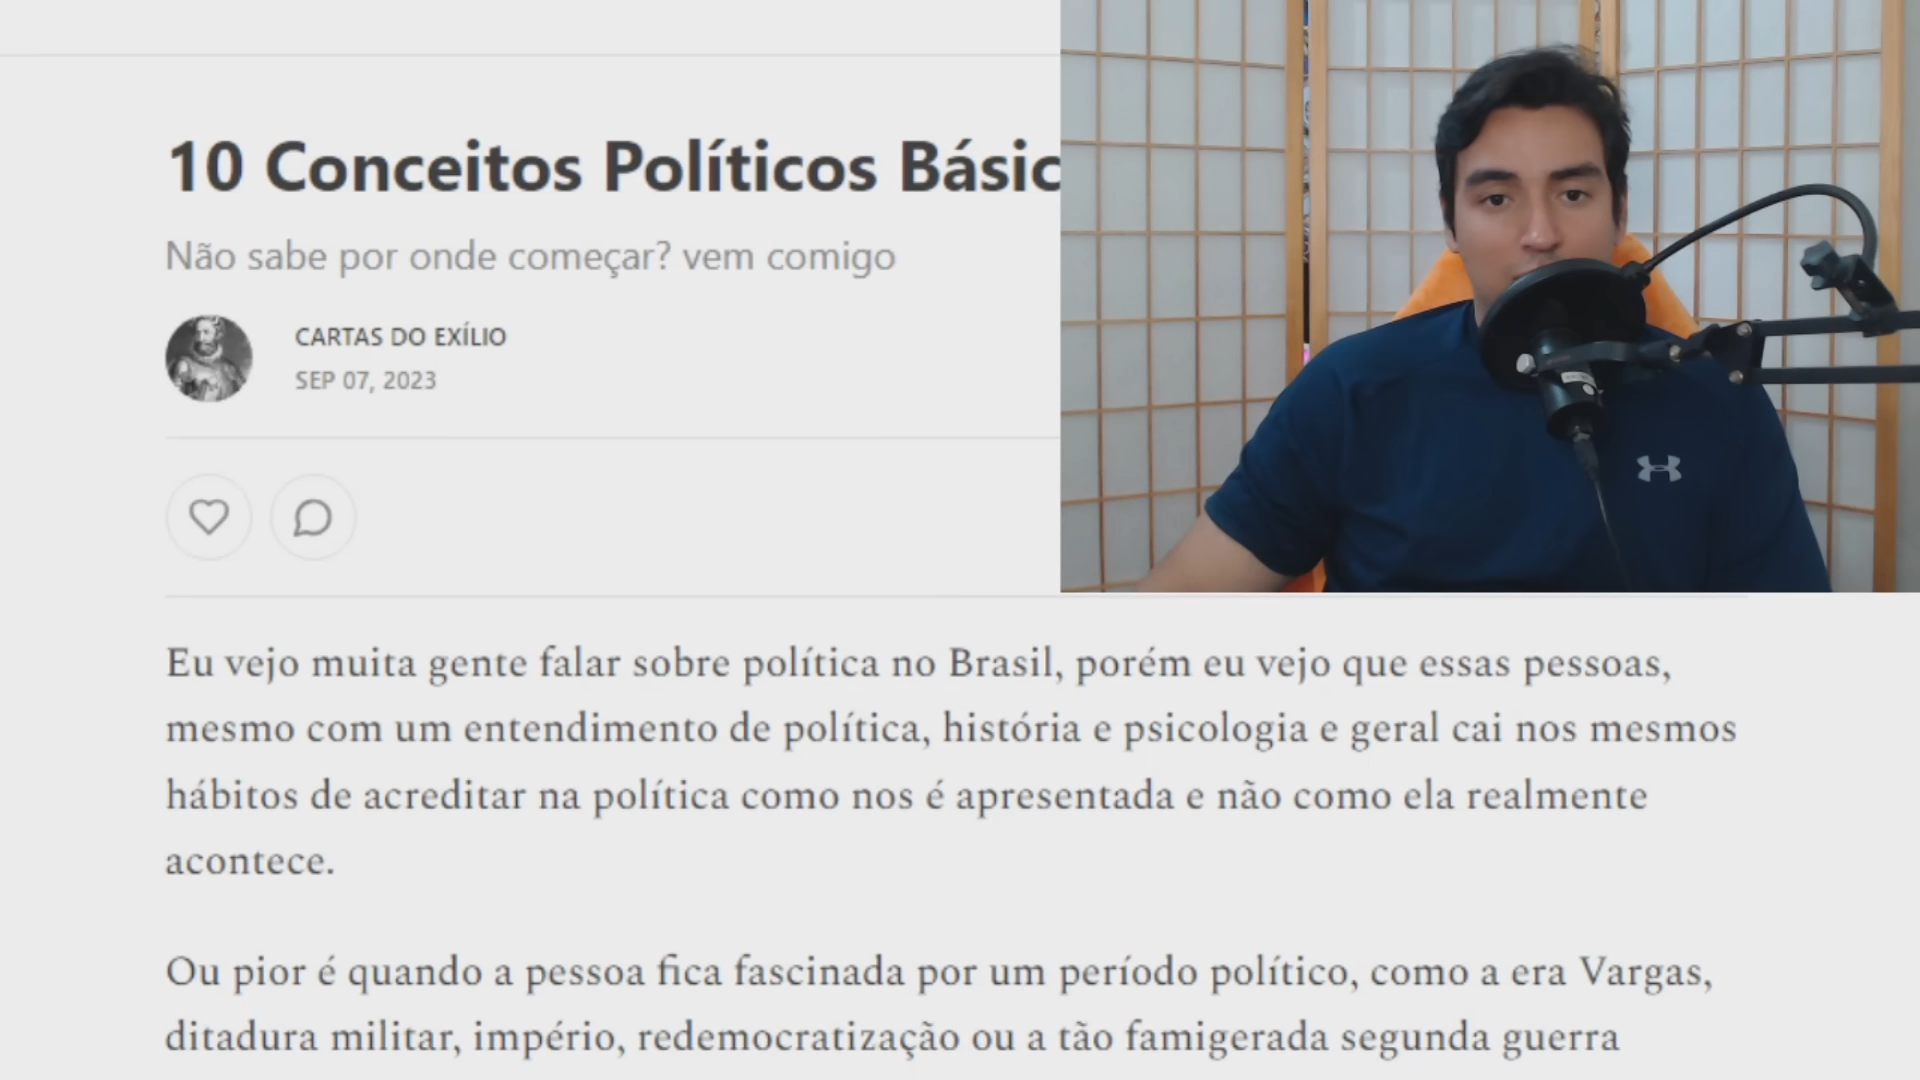 10 Conceitos Políticos
Não sabe por onde começar? vem comigo
CARTAS DO EXÍLIO
SEP 07, 2023
Eu vejo muita gente falar sobre política no Brasil, porém eu vejo que essas pessoas,
mesmo com um entendimento de política, história e psicologia e geral cai nos mesmos
hábitos de acreditar na política como nos é apresentada e não como ela realmente
acontece.
Ou pior é quando a pessoa fica fascinada por um período político, como a era Vargas,
ditadura militar, império, redemocratização ou a tão famigerada segunda guerra